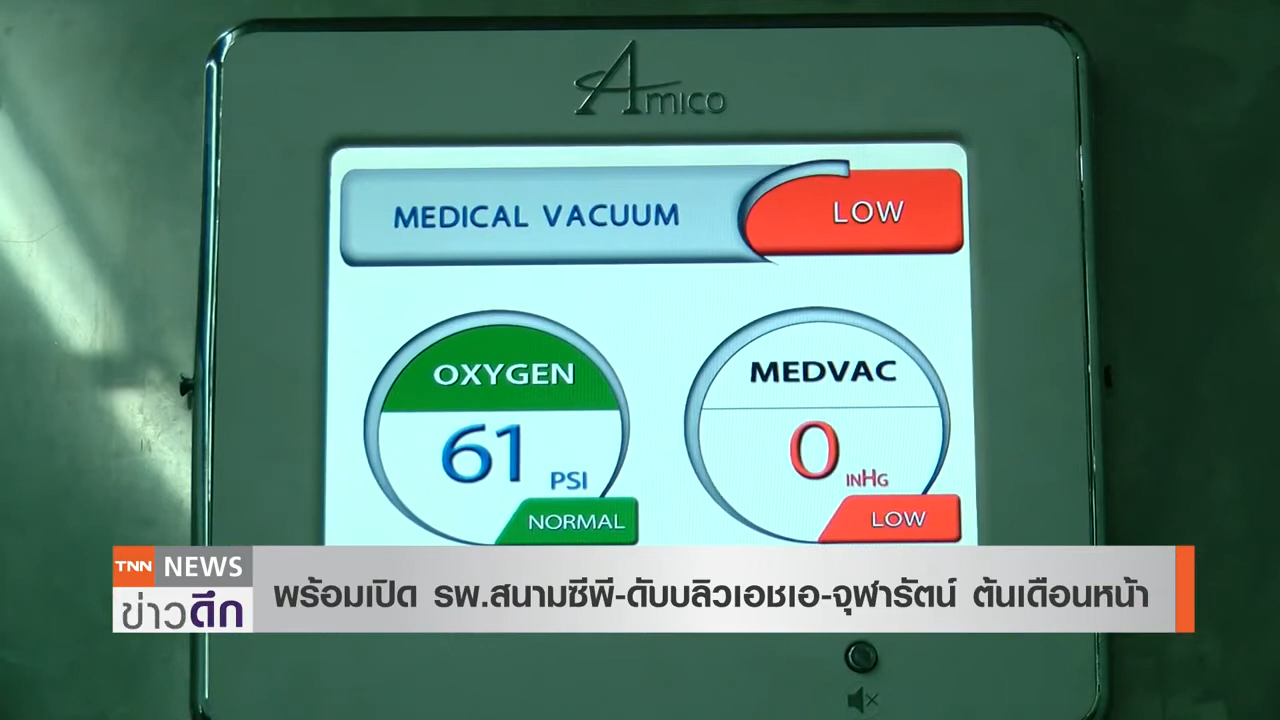 Amico
MEDICAL VACUUM LOW
OXYGEN
61 PSI
NORMAL
MEDVAC
0 INHG
LOW
TNN NEWS
ข่าวดึก
พร้อมเปิด รพ.สนามซีพี-ดับบลิวเอชเอ-จุฬารัตน์ ต้นเดือนหน้า